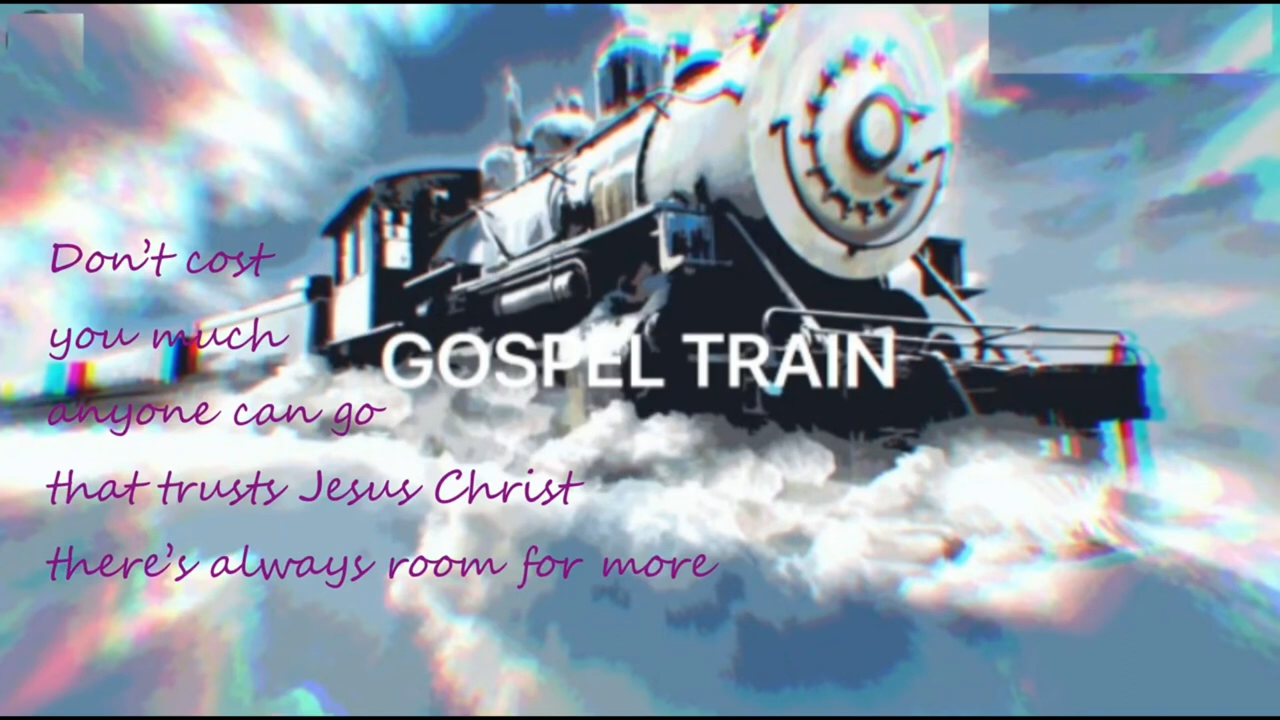 Don't cost
you much
GOSPEL TRAIN
anyone can go
that trusts Jesus Christ
there's always room for more